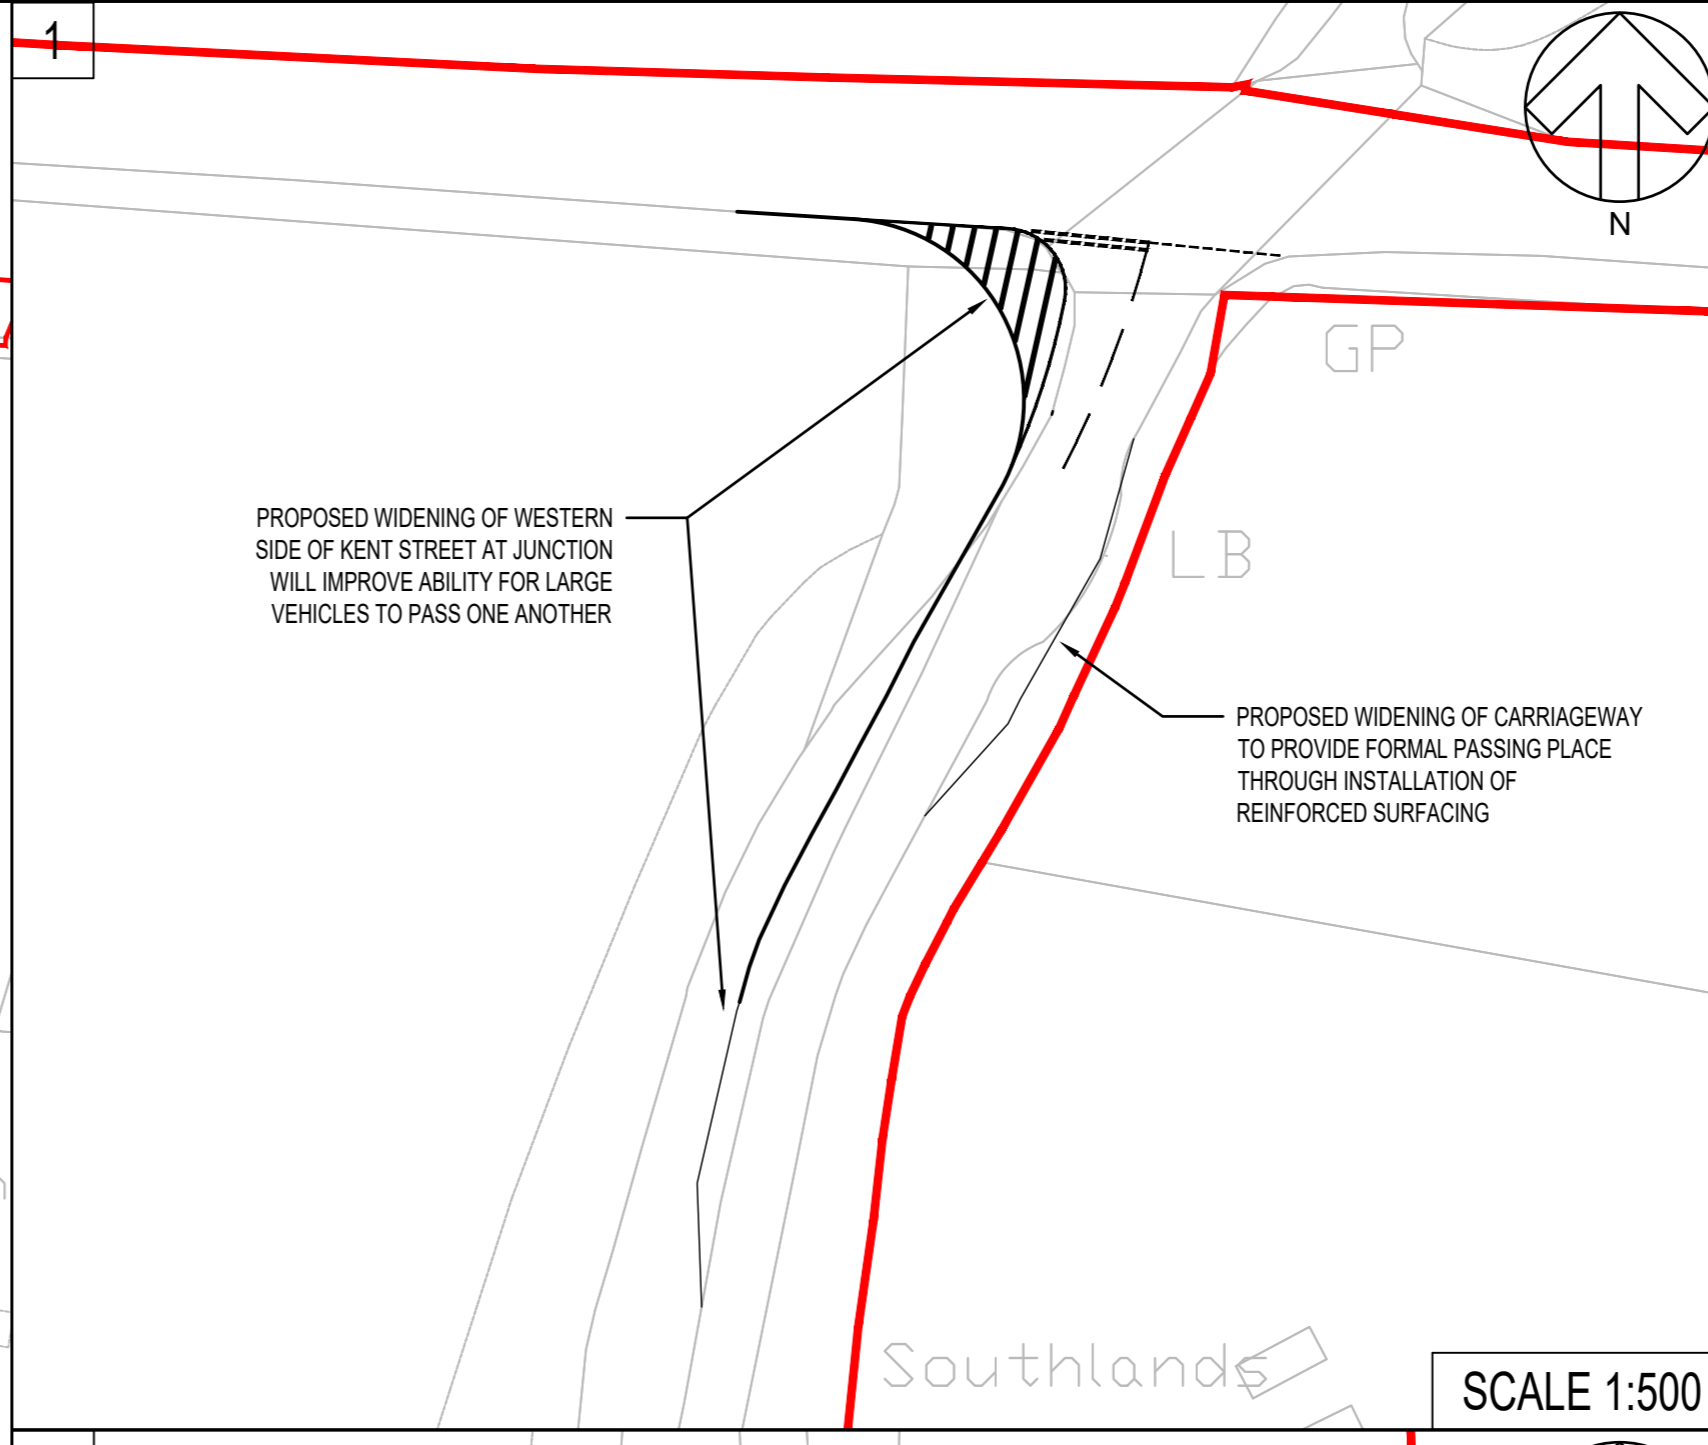 1
N
GP
PROPOSED WIDENING OF WESTERN
SIDE OF KENT STREET AT JUNCTION
WILL IMPROVE ABILITY FOR LARGE
VEHICLES TO PASS ONE ANOTHER
LB
PROPOSED WIDENING OF CARRIAGEWAY
TO PROVIDE FORMAL PASSING PLACE
THROUGH INSTALLATION OF
REINFORCED SURFACING
Southlands
SCALE 1:500